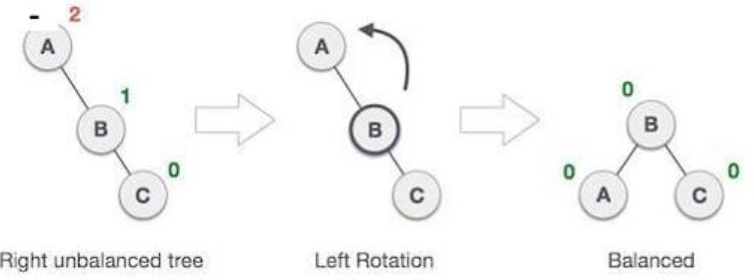 - 2
A
1
B
0
C
Right unbalanced tree
A
B
C
Left Rotation
0
B
0
A
0
C
Balanced